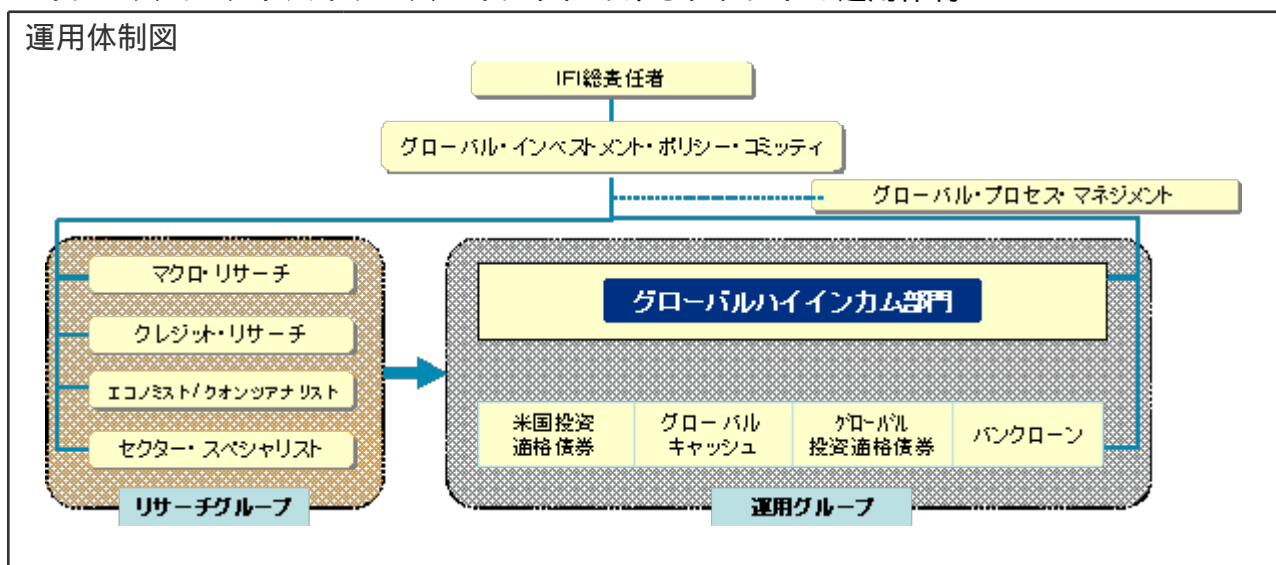 運用体制図
IFI総責任者
グローバル・インベストメント・ポリシー・コミッティ
グローバル・プロセス・マネジメント
マクロ・リサーチ
クレジット・リサーチ
エコノミスト/クオンツアナリスト
セクター・スペシャリスト
リサーチグループ
グローバルハイインカム部門
米国投資
適格債券
グローバル
キャッシュ
グローバル
投資適格債券
バンクローン
運用グループ